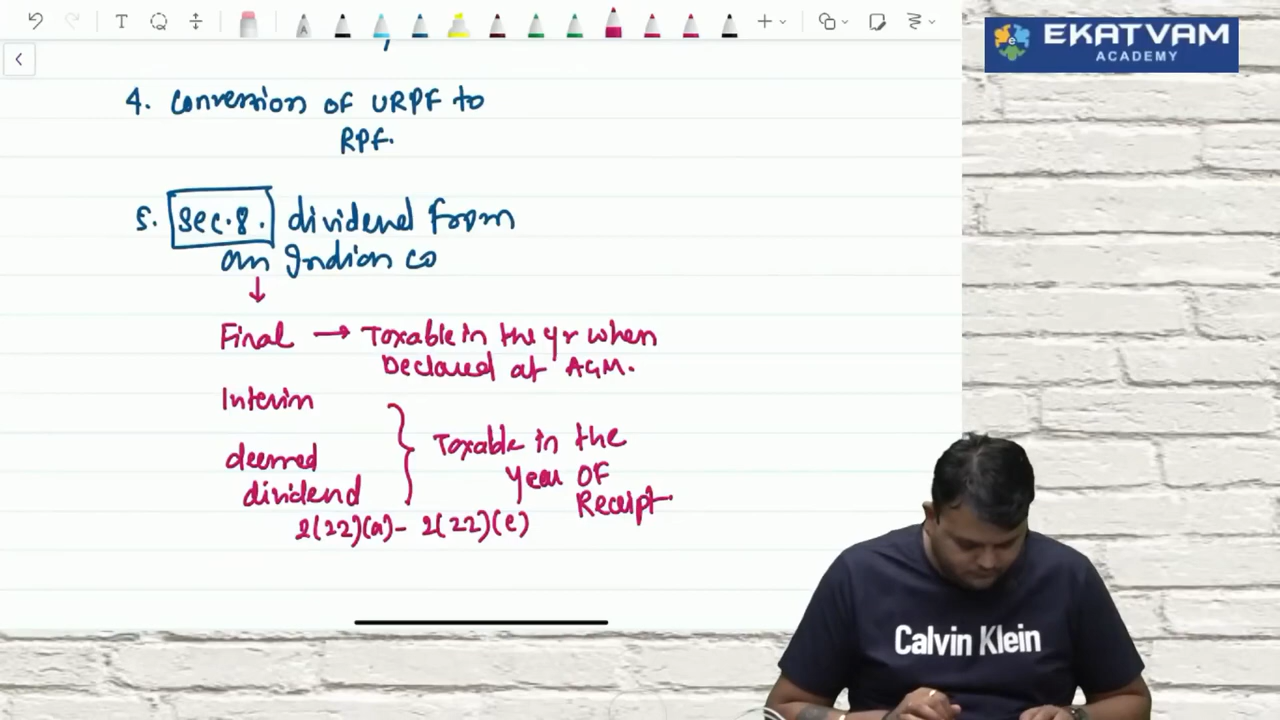 EKATVAM
ACADEMY
4. Conversion of URPF to
RPF.
5. Sec.8. dividend from
an Indian co
Final → Taxable in the yr when
Declared at AGM.
Interim
deemed
dividend
2(22)(a) - 2(22)(e)
Taxable in the
Year OF
Receipt.
Calvin Klein